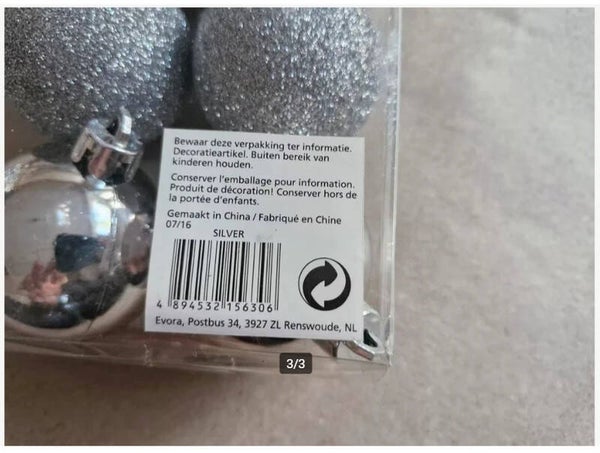 Bewaar deze verpakking ter informatie.
Decoratieartikel. Buiten bereik van
kinderen houden.
Conserver l'emballage pour information.
Produit de décoration! Conserver hors de
la portée d'enfants.
Gemaakt in China / Fabriqué en Chine
07/16
SILVER
4 894532 156306
Evora, Postbus 34, 3927 ZL Renswoude, NL
3/3